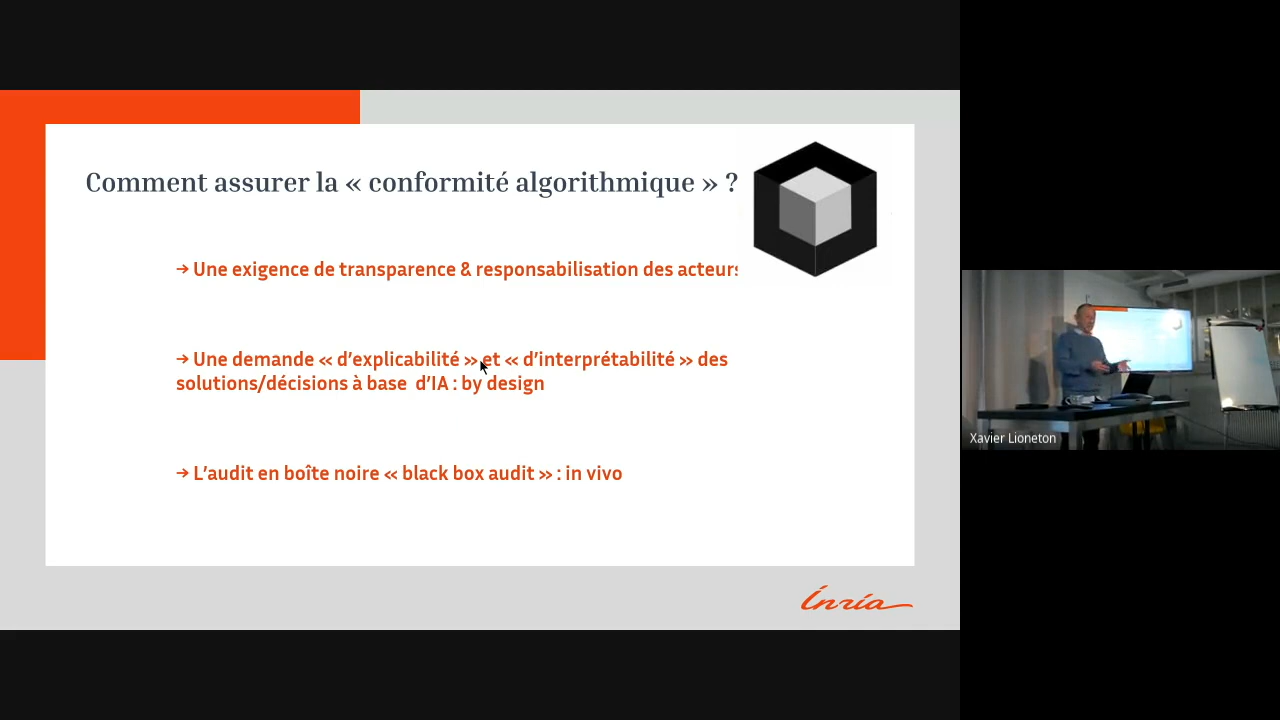 Comment assurer la « conformité algorithmique » ?
→ Une exigence de transparence & responsabilisation des acteurs
→ Une demande « d’explicabilité » et « d’interprétabilité » des
solutions/décisions à base d’IA : by design
→ L’audit en boîte noire « black box audit » : in vivo
Inria
Xavier Lioneton